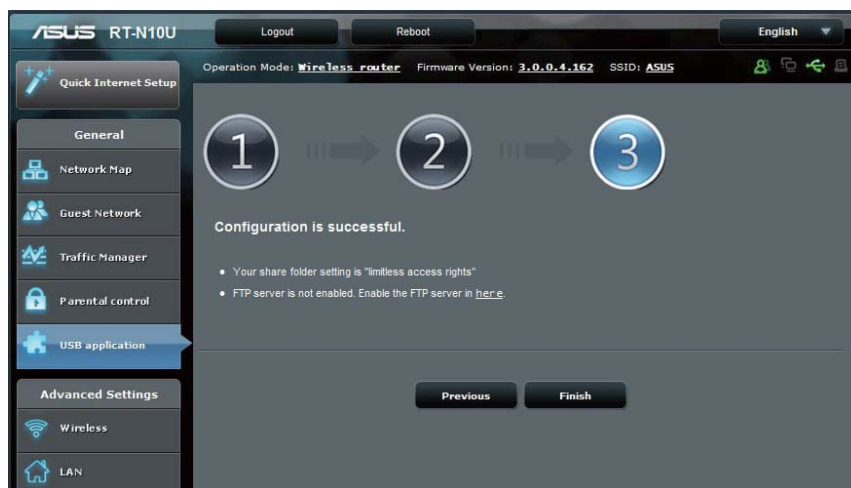 ASUS RT-N10U Logout Reboot English
Quick Internet Setup
Operation Mode: Wireless router Firmware Version: 3.0.0.4.162 SSID: ASUS
General
Network Map
Guest Network
Traffic Manager
Parental control
USB application
Advanced Settings
Wireless
LAN
1 2 3
Configuration is successful.
Your share folder setting is "limitless access rights"
FTP server is not enabled. Enable the FTP server in here.
Previous Finish